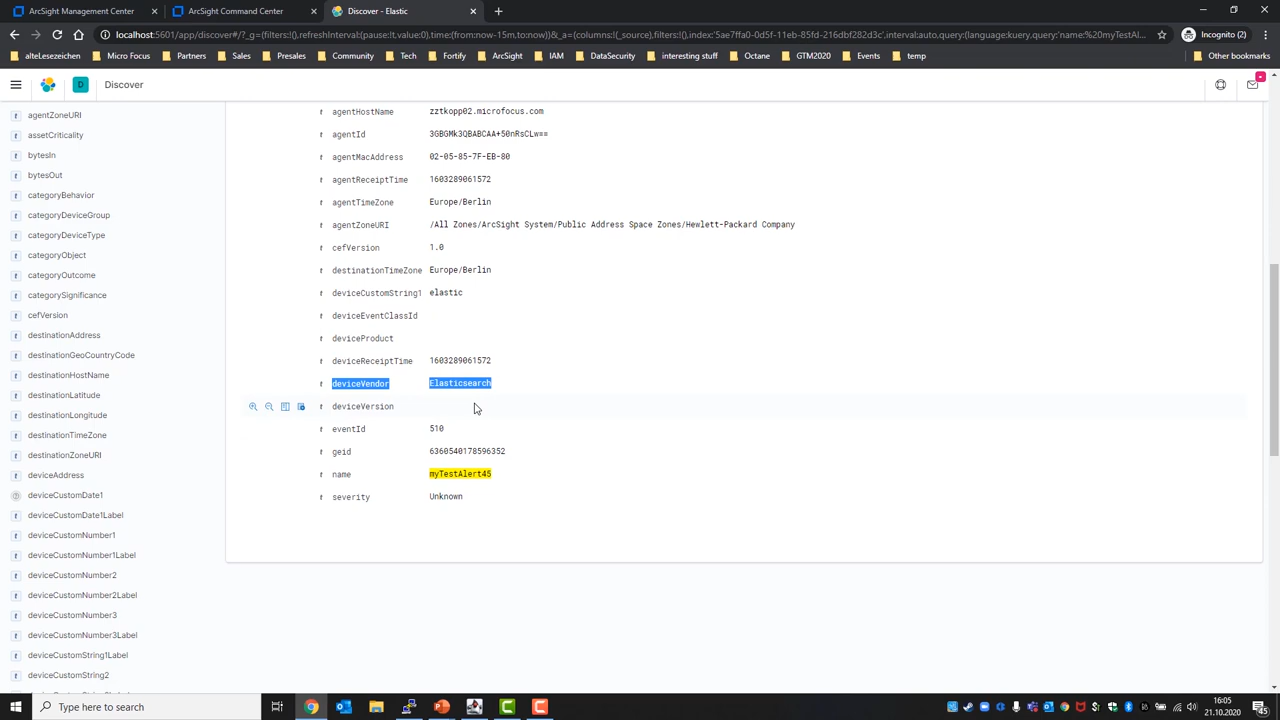 ArcSight Management Center
ArcSight Command Center
Discover - Elastic
localhost:5601/app/discover#/?_g=(filters:!(),refreshInterval:(pause:!t,value:0),time:(from:now-15m,to:now))&_a=(columns:!(_source),filters:!(),index:'5ae7ffa0-0d5f-11eb-85fd-216dbf282d3c',interval:auto,query:(language:kuery,query:'name:%20myTestAl...
Incognito (2)
alteLesezeichen
Micro Focus
Partners
Sales
Presales
Community
Tech
Fortify
ArcSight
IAM
DataSecurity
interesting stuff
Octane
GTM2020
Events
temp
Other bookmarks
D
Discover
agentZoneURI
assetCriticality
bytesIn
bytesOut
categoryBehavior
categoryDeviceGroup
categoryDeviceType
categoryObject
categoryOutcome
categorySignificance
cefVersion
destinationAddress
destinationGeoCountryCode
destinationHostName
destinationLatitude
destinationLongitude
destinationTimeZone
destinationZoneURI
deviceAddress
deviceCustomDate1
deviceCustomDate1Label
deviceCustomNumber1
deviceCustomNumber1Label
deviceCustomNumber2
deviceCustomNumber2Label
deviceCustomNumber3
deviceCustomNumber3Label
deviceCustomString1Label
deviceCustomString2
t agentHostName zztkopp02.microfocus.com
t agentId 3GBGMk3QBABCAA+S0nRsCLw==
t agentMacAddress 02-05-85-7F-EB-80
t agentReceiptTime 1603289061572
t agentTimeZone Europe/Berlin
t agentZoneURI /All Zones/ArcSight System/Public Address Space Zones/Hewlett-Packard Company
t cefVersion 1.0
t destinationTimeZone Europe/Berlin
t deviceCustomString1 elastic
t deviceEventClassId
t deviceProduct
t deviceReceiptTime 1603289061572
t deviceVendor Elasticsearch
t deviceVersion
t eventId 510
t geid 6360540178596352
t name myTestAlert45
t severity Unknown
Type here to search
16:05
21.10.2020